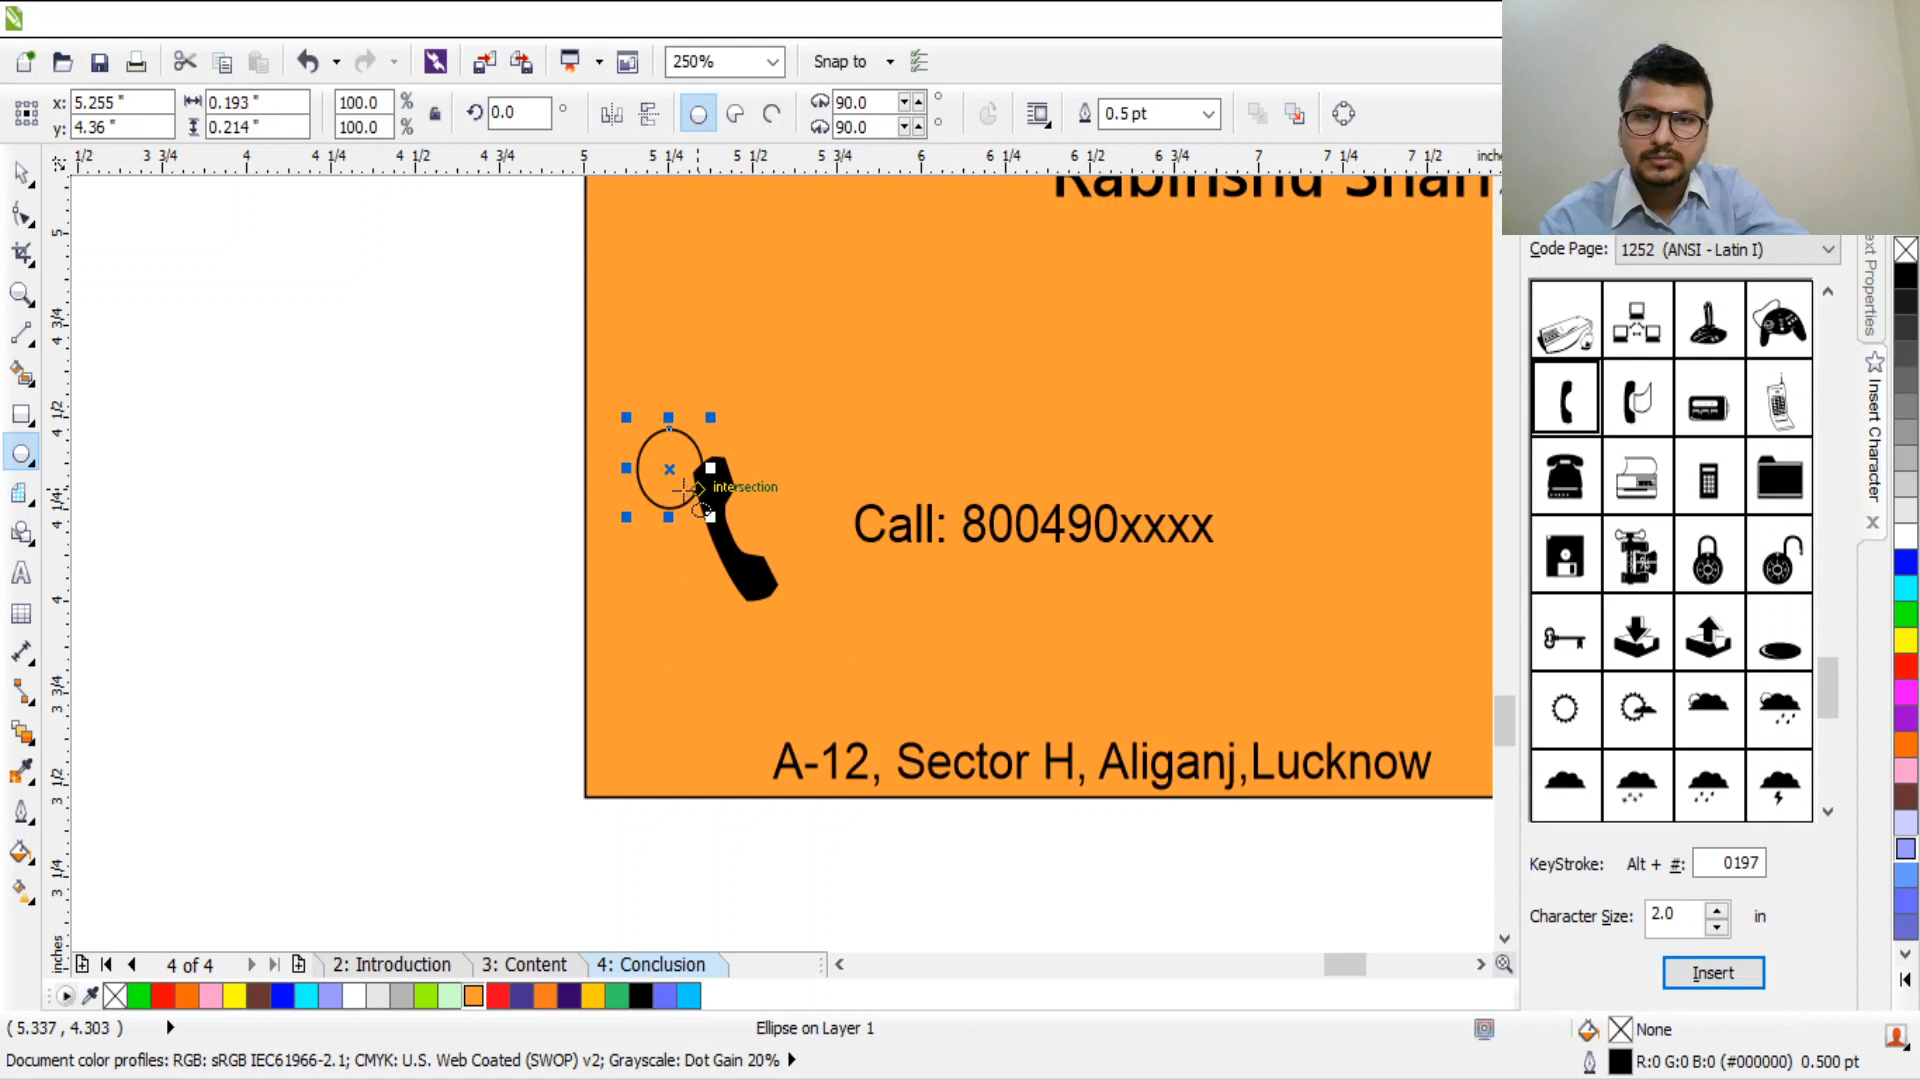 250%
Snap to
x: 5.255 " 0.193 " 100.0 % 0.0 ° 90.0 ° 0.5 pt
y: 4.36 " 0.214 " 100.0 % 90.0 °
1/2 3 3/4 4 4 1/4 4 1/2 4 3/4 5 5 1/4 5 1/2 5 3/4 6 6 1/4 6 1/2 6 3/4 7 7 1/4 7 1/2 inches
Code Page: 1252 (ANSI - Latin I)
ext Properties
Insert Character
intersection
Call: 800490xxxx
A-12, Sector H, Aliganj,Lucknow
KeyStroke: Alt + #: 0197
Character Size: 2.0 in
Insert
4 of 4 2: Introduction 3: Content 4: Conclusion
( 5.337 , 4.303 ) Ellipse on Layer 1 None
Document color profiles: RGB: sRGB IEC61966-2.1; CMYK: U.S. Web Coated (SWOP) v2; Grayscale: Dot Gain 20% R:0 G:0 B:0 (#000000) 0.500 pt